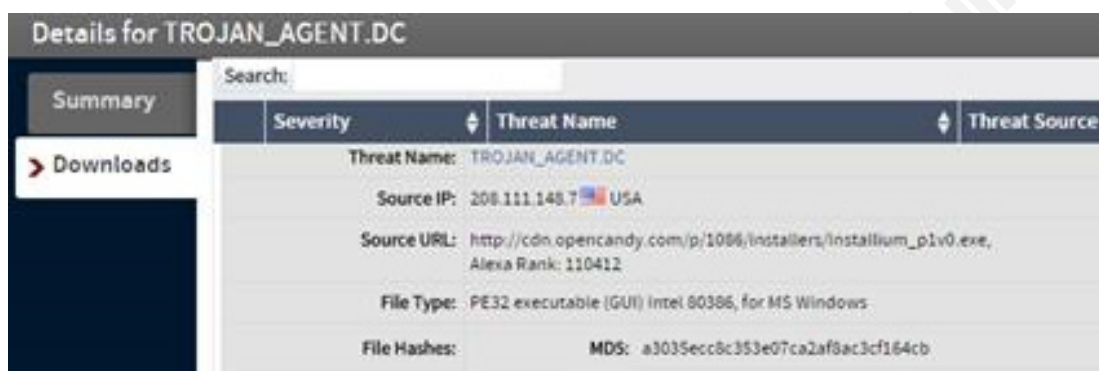 Details for TROJAN_AGENT.DC
Summary
Downloads
Search:
Severity Threat Name Threat Source
Threat Name: TROJAN_AGENT.DC
Source IP: 208.111.148.7 USA
Source URL: http://cdn.opencandy.com/p/1086/installers/installium_p1v0.exe,
Alexa Rank: 110412
File Type: PE32 executable (GUI) Intel 80386, for MS Windows
File Hashes: MD5: a3035ecc8c353e07ca2af8ac3cf164cb